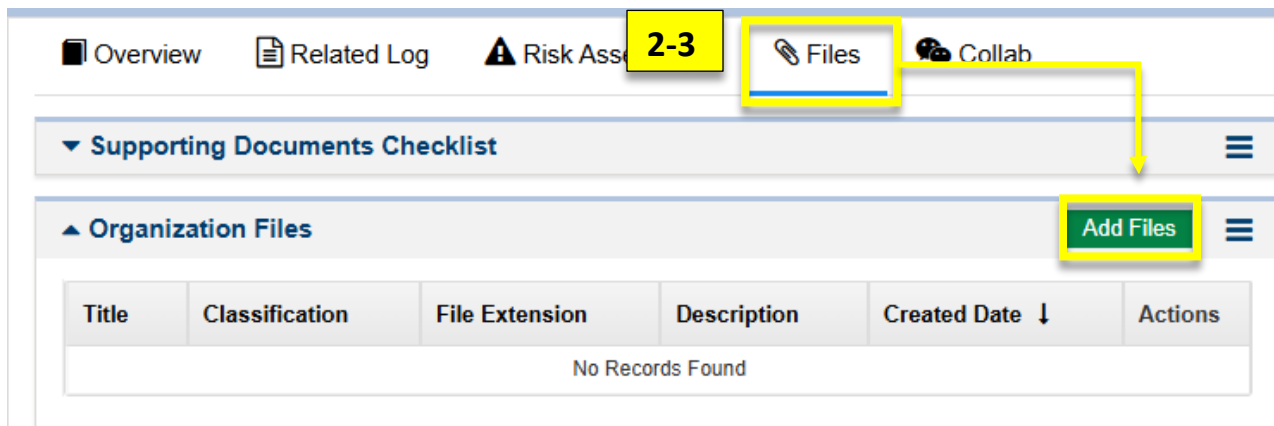 Overview Related Log Risk Asse 2-3 Files Collab
Supporting Documents Checklist
Organization Files Add Files
Title Classification File Extension Description Created Date ↓ Actions
No Records Found